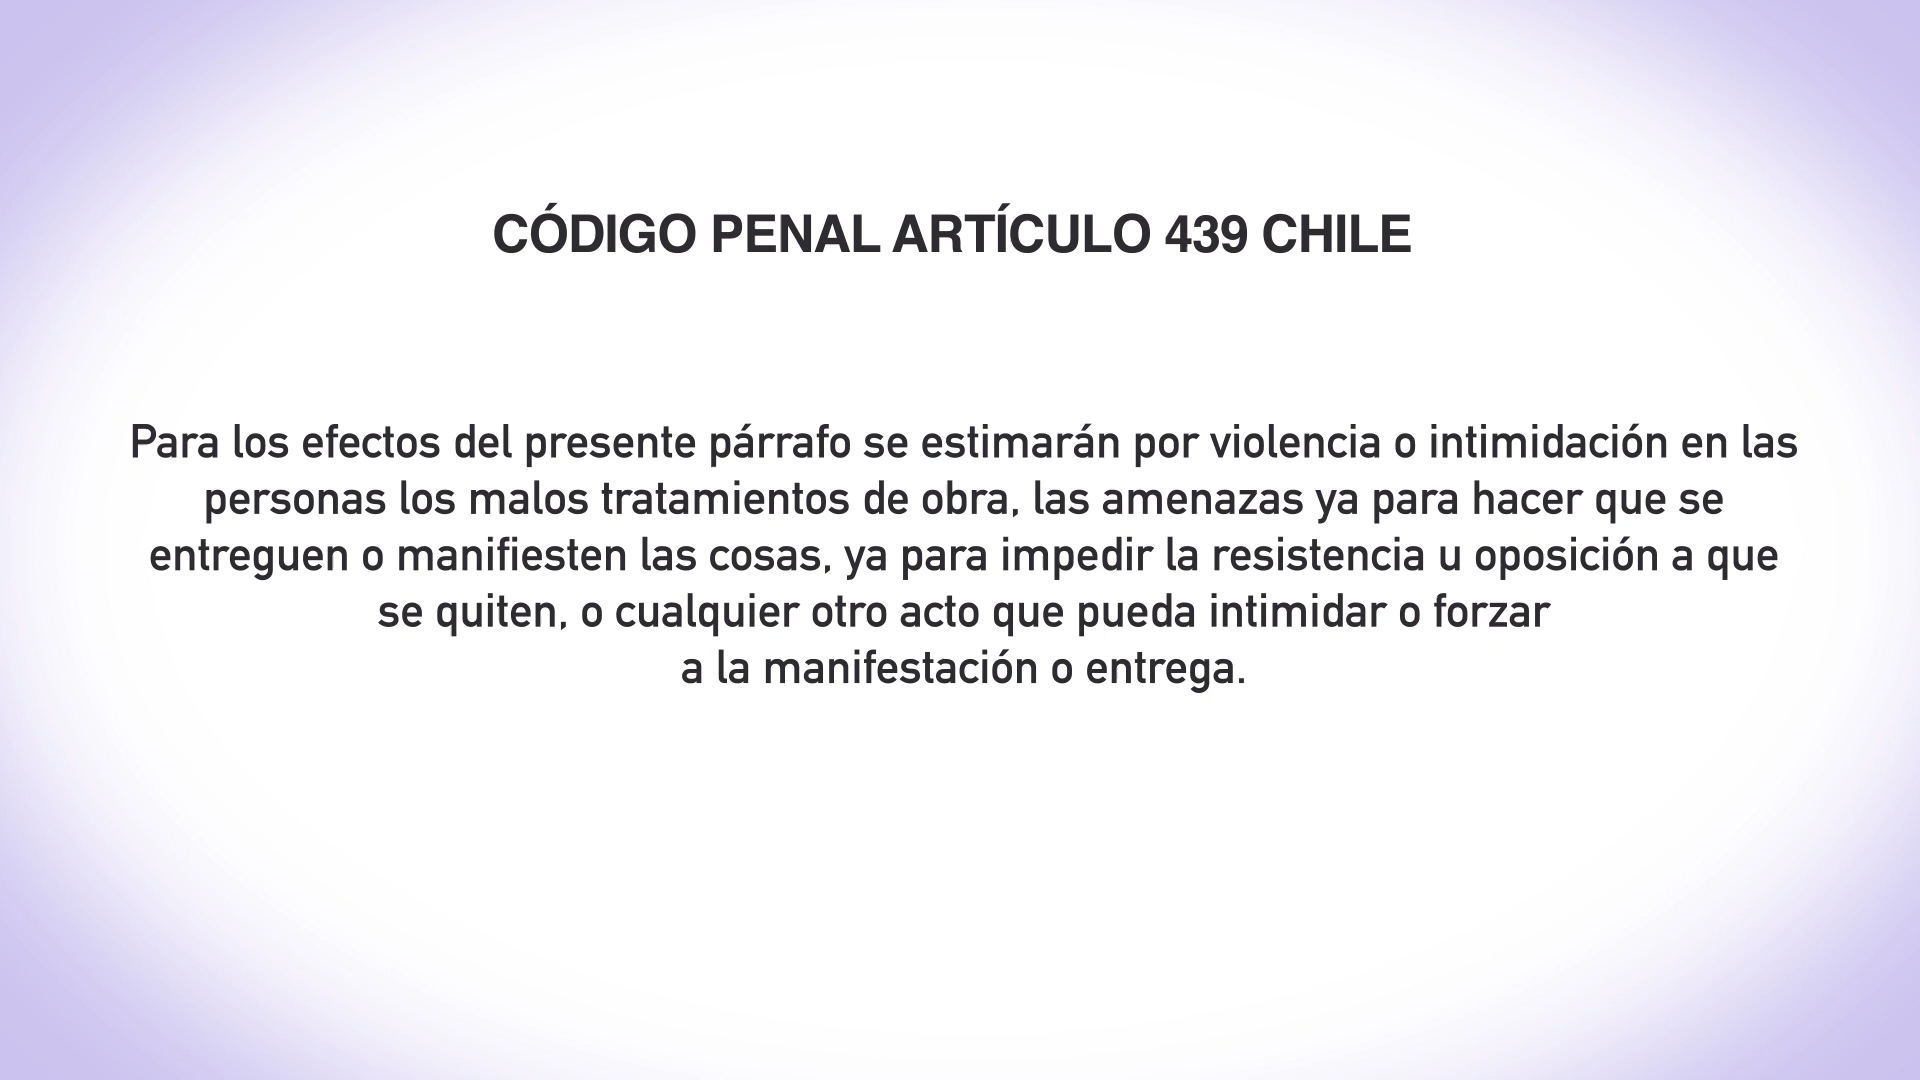 CÓDIGO PENAL ARTÍCULO 439 CHILE
Para los efectos del presente párrafo se estimarán por violencia o intimidación en las
personas los malos tratamientos de obra, las amenazas ya para hacer que se
entreguen o manifiesten las cosas, ya para impedir la resistencia u oposición a que
se quiten, o cualquier otro acto que pueda intimidar o forzar
a la manifestación o entrega.